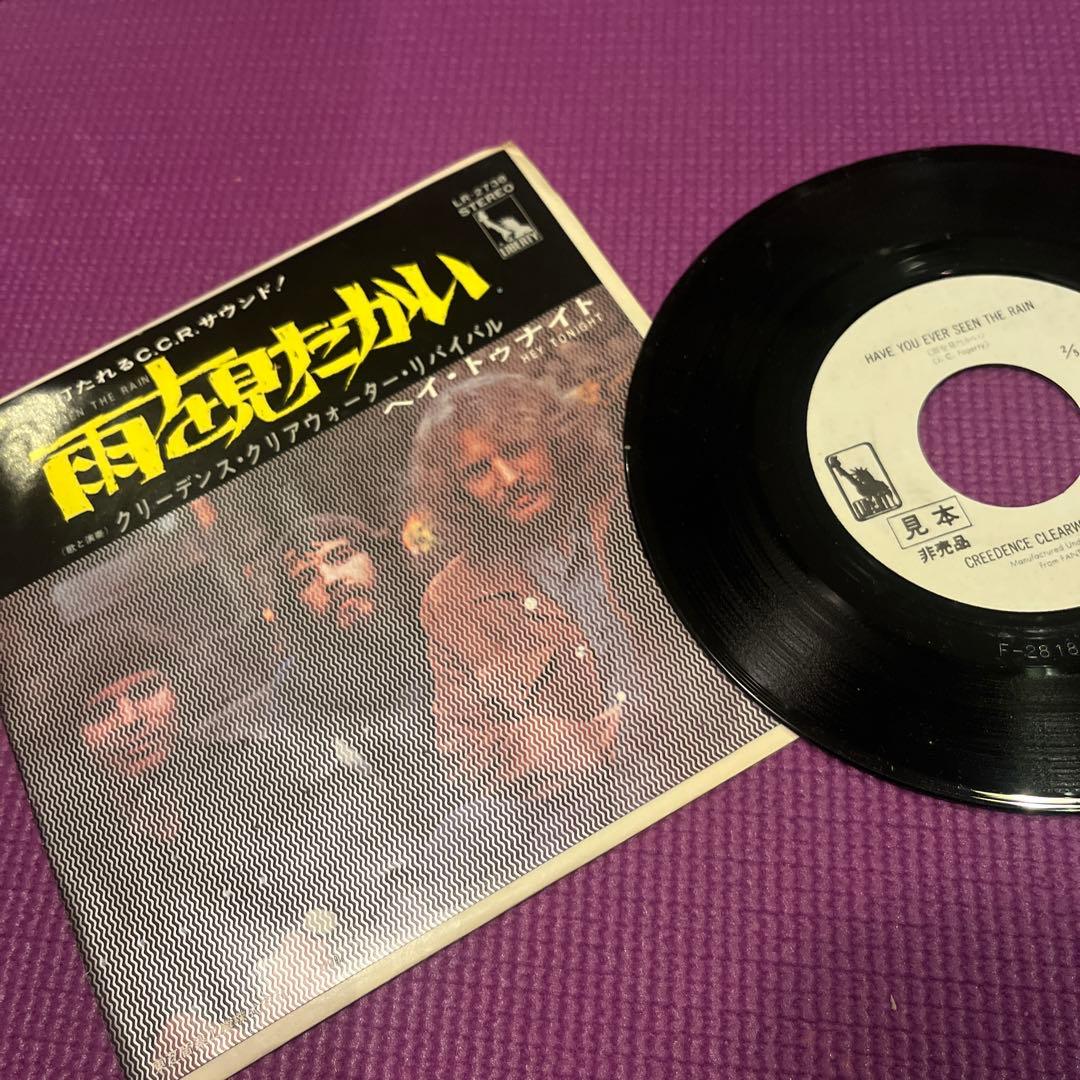 LR-2739
STEREO
LIBERTY
打たれるC.C.R.サウンド!
THE RAIN
雨を見たかい
(歌と演奏)クリーデンス・クリアウォーター・リバイバル
ヘイ・トゥナイト
HEY TONIGHT
HAVE YOU EVER SEEN THE RAIN
(雨を見たかい)
(J. C. Fogerty)
LIBERTY
見本
非売品
CREEDENCE CLEARW
Manufactured Und
From FAN
F-2818